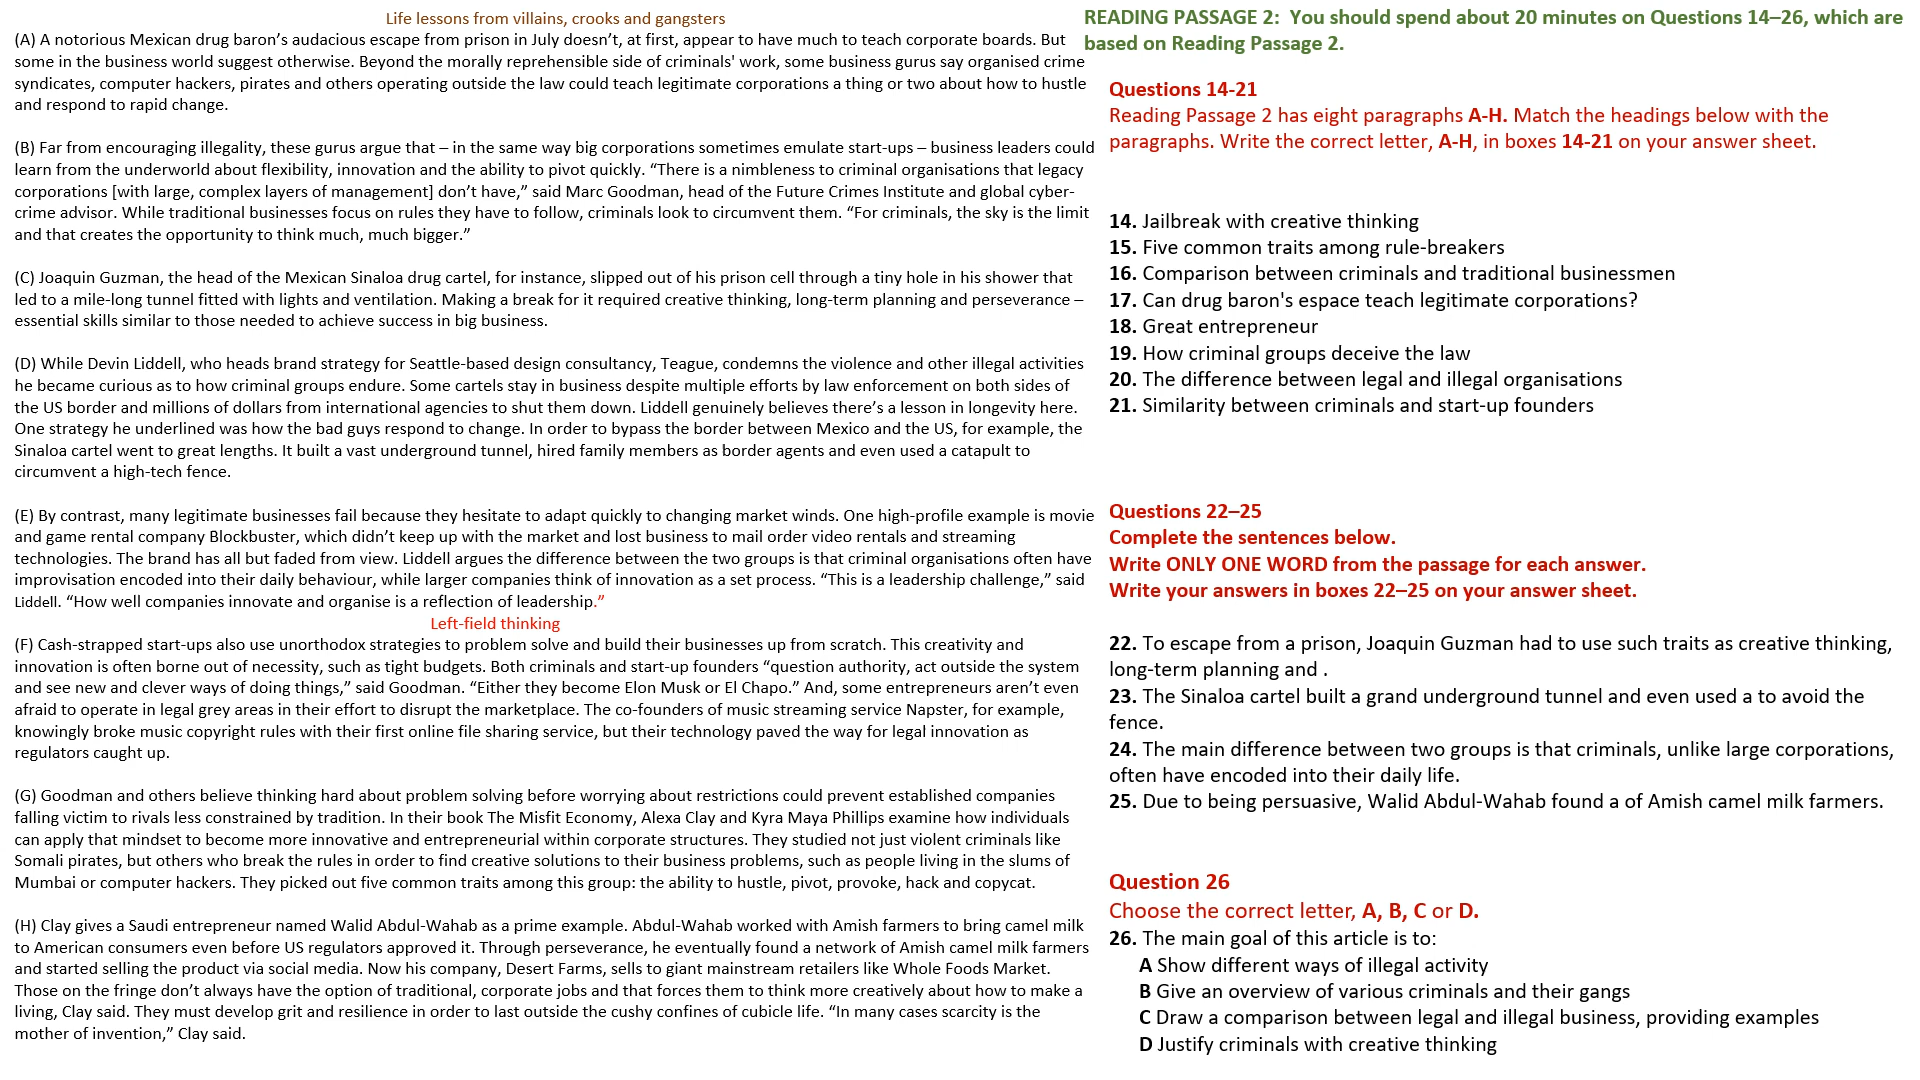 Life lessons from villains, crooks and gangsters
(A) A notorious Mexican drug baron’s audacious escape from prison in July doesn’t, at first, appear to have much to teach corporate boards. But
some in the business world suggest otherwise. Beyond the morally reprehensible side of criminals' work, some business gurus say organised crime
syndicates, computer hackers, pirates and others operating outside the law could teach legitimate corporations a thing or two about how to hustle
and respond to rapid change.
(B) Far from encouraging illegality, these gurus argue that – in the same way big corporations sometimes emulate start-ups – business leaders could
learn from the underworld about flexibility, innovation and the ability to pivot quickly. “There is a nimbleness to criminal organisations that legacy
corporations [with large, complex layers of management] don’t have,” said Marc Goodman, head of the Future Crimes Institute and global cyber-
crime advisor. While traditional businesses focus on rules they have to follow, criminals look to circumvent them. “For criminals, the sky is the limit
and that creates the opportunity to think much, much bigger.”
(C) Joaquin Guzman, the head of the Mexican Sinaloa drug cartel, for instance, slipped out of his prison cell through a tiny hole in his shower that
led to a mile-long tunnel fitted with lights and ventilation. Making a break for it required creative thinking, long-term planning and perseverance –
essential skills similar to those needed to achieve success in big business.
(D) While Devin Liddell, who heads brand strategy for Seattle-based design consultancy, Teague, condemns the violence and other illegal activities
he became curious as to how criminal groups endure. Some cartels stay in business despite multiple efforts by law enforcement on both sides of
the US border and millions of dollars from international agencies to shut them down. Liddell genuinely believes there’s a lesson in longevity here.
One strategy he underlined was how the bad guys respond to change. In order to bypass the border between Mexico and the US, for example, the
Sinaloa cartel went to great lengths. It built a vast underground tunnel, hired family members as border agents and even used a catapult to
circumvent a high-tech fence.
(E) By contrast, many legitimate businesses fail because they hesitate to adapt quickly to changing market winds. One high-profile example is movie
and game rental company Blockbuster, which didn’t keep up with the market and lost business to mail order video rentals and streaming
technologies. The brand has all but faded from view. Liddell argues the difference between the two groups is that criminal organisations often have
improvisation encoded into their daily behaviour, while larger companies think of innovation as a set process. “This is a leadership challenge,” said
Liddell. “How well companies innovate and organise is a reflection of leadership.”
Left-field thinking
(F) Cash-strapped start-ups also use unorthodox strategies to problem solve and build their businesses up from scratch. This creativity and
innovation is often borne out of necessity, such as tight budgets. Both criminals and start-up founders “question authority, act outside the system
and see new and clever ways of doing things,” said Goodman. “Either they become Elon Musk or El Chapo.” And, some entrepreneurs aren’t even
afraid to operate in legal grey areas in their effort to disrupt the marketplace. The co-founders of music streaming service Napster, for example,
knowingly broke music copyright rules with their first online file sharing service, but their technology paved the way for legal innovation as
regulators caught up.
(G) Goodman and others believe thinking hard about problem solving before worrying about restrictions could prevent established companies
falling victim to rivals less constrained by tradition. In their book The Misfit Economy, Alexa Clay and Kyra Maya Phillips examine how individuals
can apply that mindset to become more innovative and entrepreneurial within corporate structures. They studied not just violent criminals like
Somali pirates, but others who break the rules in order to find creative solutions to their business problems, such as people living in the slums of
Mumbai or computer hackers. They picked out five common traits among this group: the ability to hustle, pivot, provoke, hack and copycat.
(H) Clay gives a Saudi entrepreneur named Walid Abdul-Wahab as a prime example. Abdul-Wahab worked with Amish farmers to bring camel milk
to American consumers even before US regulators approved it. Through perseverance, he eventually found a network of Amish camel milk farmers
and started selling the product via social media. Now his company, Desert Farms, sells to giant mainstream retailers like Whole Foods Market.
Those on the fringe don’t always have the option of traditional, corporate jobs and that forces them to think more creatively about how to make a
living, Clay said. They must develop grit and resilience in order to last outside the cushy confines of cubicle life. “In many cases scarcity is the
mother of invention,” Clay said.
READING PASSAGE 2: You should spend about 20 minutes on Questions 14–26, which are
based on Reading Passage 2.
Questions 14-21
Reading Passage 2 has eight paragraphs A-H. Match the headings below with the
paragraphs. Write the correct letter, A-H, in boxes 14-21 on your answer sheet.
14. Jailbreak with creative thinking
15. Five common traits among rule-breakers
16. Comparison between criminals and traditional businessmen
17. Can drug baron's espace teach legitimate corporations?
18. Great entrepreneur
19. How criminal groups deceive the law
20. The difference between legal and illegal organisations
21. Similarity between criminals and start-up founders
Questions 22–25
Complete the sentences below.
Write ONLY ONE WORD from the passage for each answer.
Write your answers in boxes 22–25 on your answer sheet.
22. To escape from a prison, Joaquin Guzman had to use such traits as creative thinking,
long-term planning and .
23. The Sinaloa cartel built a grand underground tunnel and even used a to avoid the
fence.
24. The main difference between two groups is that criminals, unlike large corporations,
often have encoded into their daily life.
25. Due to being persuasive, Walid Abdul-Wahab found a of Amish camel milk farmers.
Question 26
Choose the correct letter, A, B, C or D.
26. The main goal of this article is to:
A Show different ways of illegal activity
B Give an overview of various criminals and their gangs
C Draw a comparison between legal and illegal business, providing examples
D Justify criminals with creative thinking